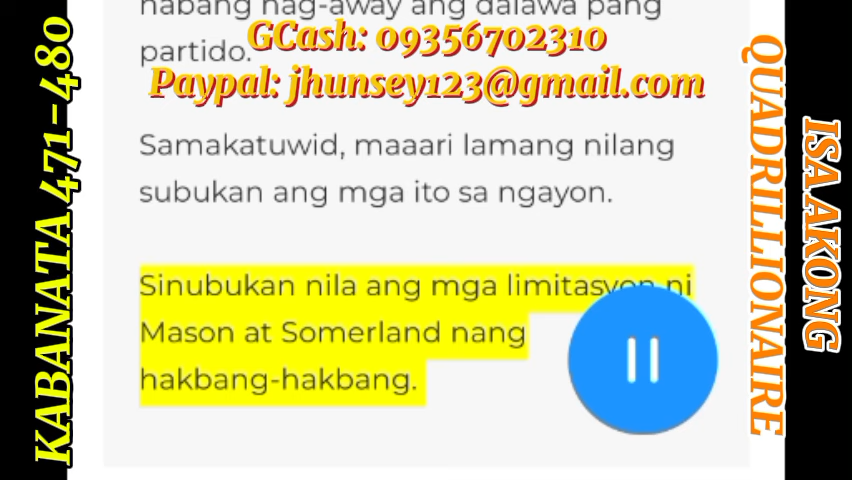 habang nag-away ang dalawa pang
partido.
GCash: 09356702310
Paypal: jhunsey123@gmail.com
Samakatuwid, maaari lamang nilang
subukan ang mga ito sa ngayon.
Sinubukan nila ang mga limitasyon ni
Mason at Somerland nang
hakbang-hakbang.
KABANATA 471-480
QUADRILLIONAIRE
ISA AKONG